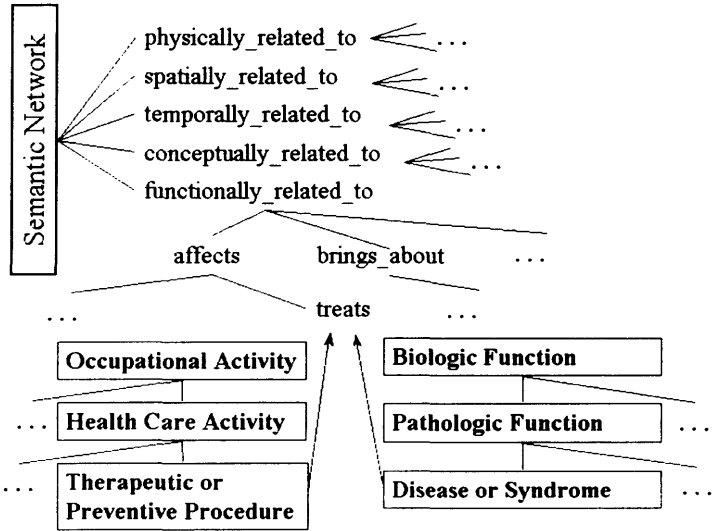 Semantic Network
physically_related_to ...
spatially_related_to ...
temporally_related_to ...
conceptually_related_to ...
functionally_related_to
affects brings_about ...
... treats ...
Occupational Activity
Biologic Function
... Health Care Activity
Pathologic Function ...
... Therapeutic or
Preventive Procedure
Disease or Syndrome ...